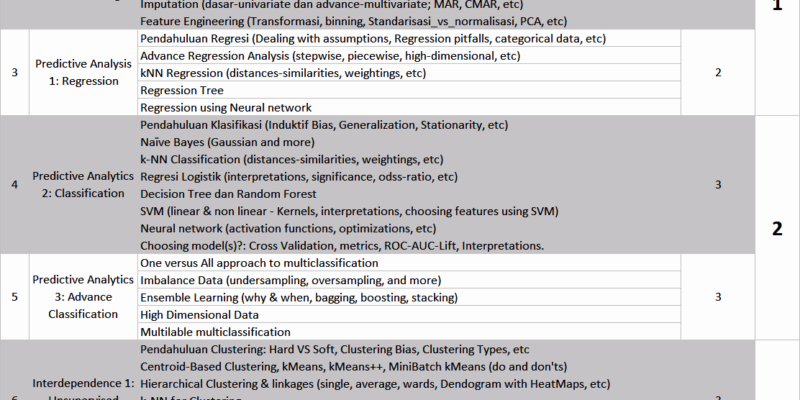 Imputation (dasar-univariate dan advance-multivariate; MAR, CMAR, etc)
1
Feature Engineering (Transformasi, binning, Standarisasi_vs_normalisasi, PCA, etc)
3
Predictive Analysis
1: Regression
Pendahuluan Regresi (Dealing with assumptions, Regression pitfalls, categorical data, etc)
Advance Regression Analysis (stepwise, piecewise, high-dimensional, etc)
kNN Regression (distances-similarities, weightings, etc)
Regression Tree
Regression using Neural network
2
4
Predictive Analytics
2: Classification
Pendahuluan Klasifikasi (Induktif Bias, Generalization, Stationarity, etc)
Naïve Bayes (Gaussian and more)
k-NN Classification (distances-similarities, weightings, etc)
Regresi Logistik (interpretations, significance, odss-ratio, etc)
Decision Tree dan Random Forest
SVM (linear & non linear - Kernels, interpretations, choosing features using SVM)
Neural network (activation functions, optimizations, etc)
Choosing model(s)?: Cross Validation, metrics, ROC-AUC-Lift, Interpretations.
3
2
5
Predictive Analytics
3: Advance
Classification
One versus All approach to multiclassification
Imbalance Data (undersampling, oversampling, and more)
Ensemble Learning (why & when, bagging, boosting, stacking)
High Dimensional Data
Multilable multiclassification
3
Interdependence 1:
Pendahuluan Clustering: Hard VS Soft, Clustering Bias, Clustering Types, etc
Centroid-Based Clustering, kMeans, kMeans++, MiniBatch kMeans (do and don'ts)
Hierarchical Clustering & linkages (single, average, wards, Dendogram with HeatMaps, etc)
k-NN for Clustering